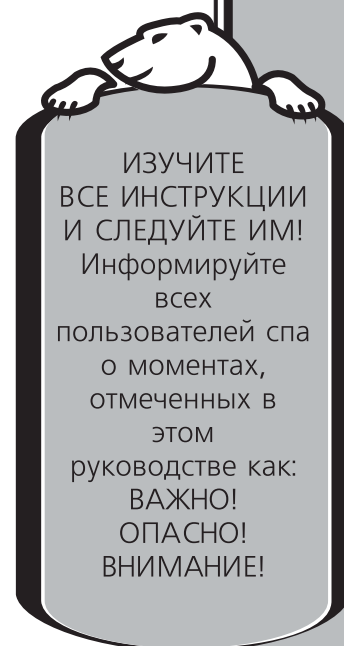 ИЗУЧИТЕ
ВСЕ ИНСТРУКЦИИ
И СЛЕДУЙТЕ ИМ!
Информируйте
всех
пользователей спа
о моментах,
отмеченных в
этом
руководстве как:
ВАЖНО!
ОПАСНО!
ВНИМАНИЕ!